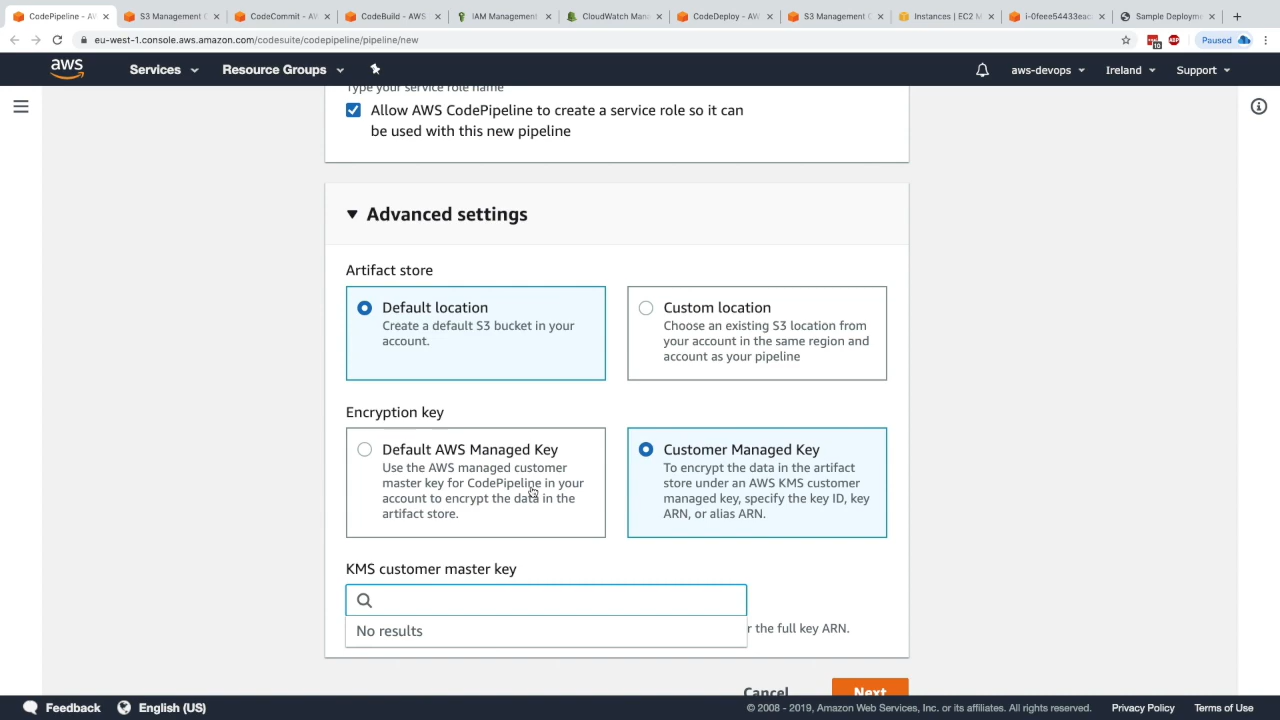 CodePipeline - AW
S3 Management C
CodeCommit - AW
CodeBuild - AWS
IAM Management
CloudWatch Mana
CodeDeploy - AW
S3 Management C
Instances | EC2 M
i-0feee54433eac
Sample Deployme
eu-west-1.console.aws.amazon.com/codesuite/codepipeline/pipeline/new
10
ABP
Paused
aws
Services
Resource Groups
aws-devops
Ireland
Support
Type your service role name
Allow AWS CodePipeline to create a service role so it can
be used with this new pipeline
Advanced settings
Artifact store
Default location
Create a default S3 bucket in your
account.
Custom location
Choose an existing S3 location from
your account in the same region and
account as your pipeline
Encryption key
Default AWS Managed Key
Use the AWS managed customer
master key for CodePipeline in your
account to encrypt the data in the
artifact store.
Customer Managed Key
To encrypt the data in the artifact
store under an AWS KMS customer
managed key, specify the key ID, key
ARN, or alias ARN.
KMS customer master key
No results
r the full key ARN.
Cancel
Next
Feedback
English (US)
© 2008 - 2019, Amazon Web Services, Inc. or its affiliates. All rights reserved.
Privacy Policy
Terms of Use